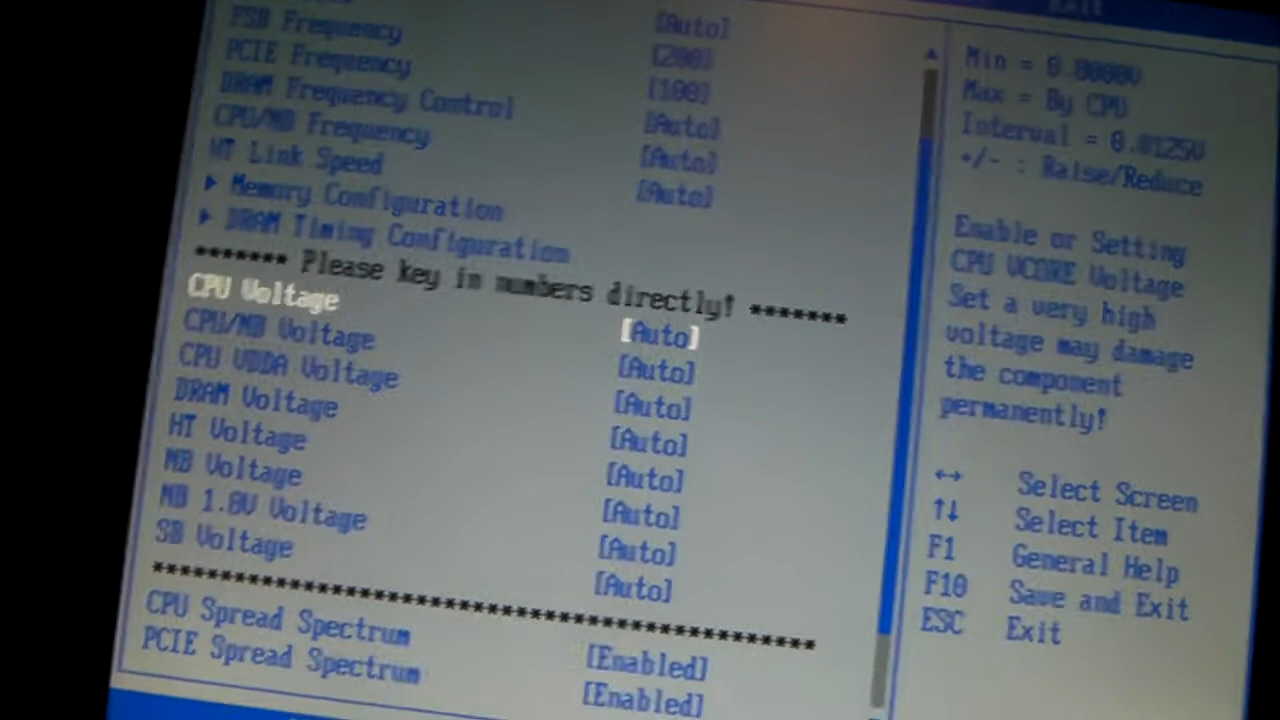 Exit
FSB Frequency [Auto]
PCIE Frequency [200]
DRAM Frequency Control [100]
CPU/NB Frequency [Auto]
HT Link Speed [Auto]
▶ Memory Configuration [Auto]
▶ DRAM Timing Configuration
******* Please key in numbers directly! *******
CPU Voltage [Auto]
CPU/NB Voltage [Auto]
CPU VDDA Voltage [Auto]
DRAM Voltage [Auto]
HT Voltage [Auto]
NB Voltage [Auto]
NB 1.8V Voltage [Auto]
SB Voltage [Auto]
*************************************************
CPU Spread Spectrum [Enabled]
PCIE Spread Spectrum [Enabled]
Min = 0.0000V
Max = By CPU
Interval = 0.0125V
+/- : Raise/Reduce
Enable or Setting
CPU VCORE Voltage
Set a very high
voltage may damage
the component
permanently!
↔ Select Screen
↑↓ Select Item
F1 General Help
F10 Save and Exit
ESC Exit